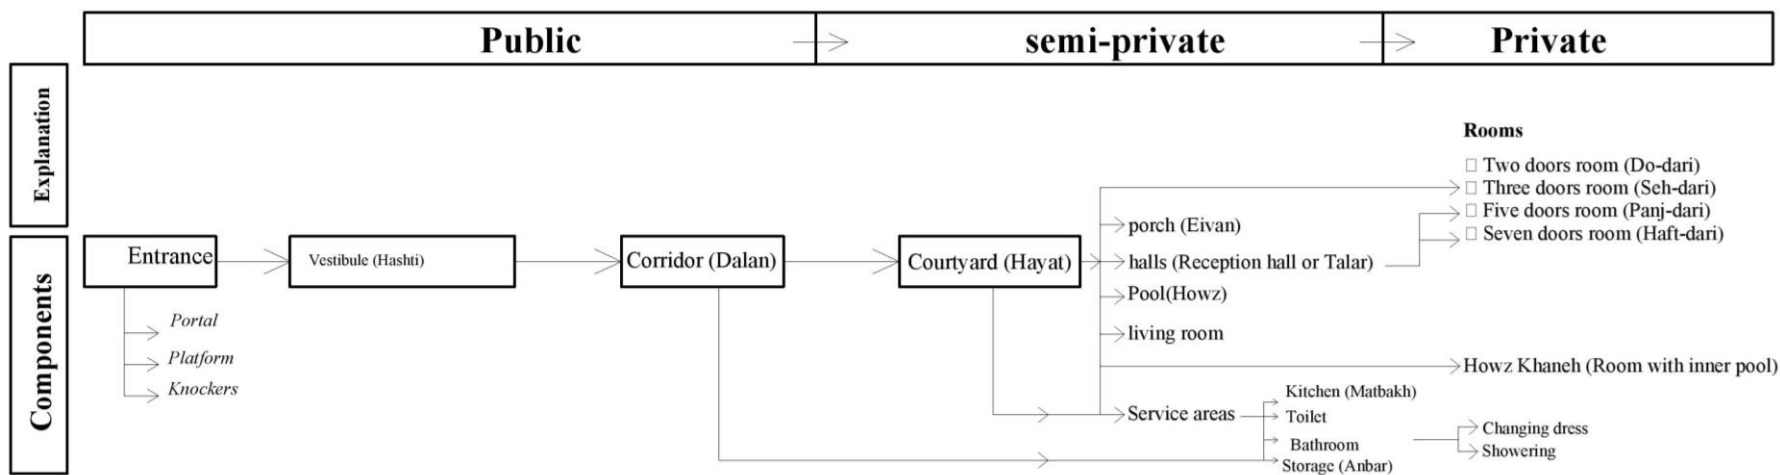 Public
semi-private
Private
Explanation
Components
Entrance
Portal
Platform
Knockers
Vestibule (Hashti)
Corridor (Dalan)
Courtyard (Hayat)
porch (Eivan)
halls (Reception hall or Talar)
Pool(Howz)
living room
Service areas
Kitchen (Matbakh)
Toilet
Bathroom
Storage (Anbar)
Rooms
Two doors room (Do-dari)
Three doors room (Seh-dari)
Five doors room (Panj-dari)
Seven doors room (Haft-dari)
Howz Khaneh (Room with inner pool)
Changing dress
Showering